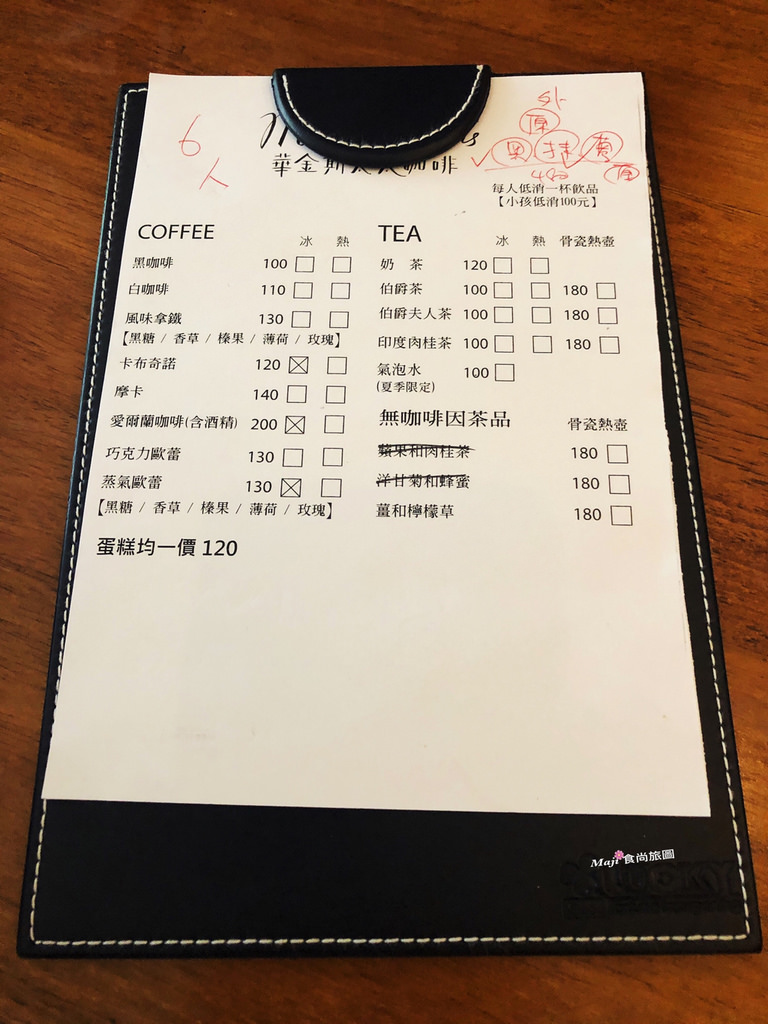 6
人
華金斯太太咖啡
每人低消一杯飲品
【小孩低消100元】
COFFEE 冰 熱
黑咖啡 100
白咖啡 110
風味拿鐵 130
【黑糖 / 香草 / 榛果 / 薄荷 / 玫瑰】
卡布奇諾 120
摩卡 140
愛爾蘭咖啡(含酒精) 200
巧克力歐蕾 130
蒸氣歐蕾 130
【黑糖 / 香草 / 榛果 / 薄荷 / 玫瑰】
蛋糕均一價 120
TEA 冰 熱 骨瓷熱壺
奶 茶 120
伯爵茶 100 180
伯爵夫人茶 100 180
印度肉桂茶 100 180
氣泡水 100
(夏季限定)
無咖啡因茶品 骨瓷熱壺
蘋果和肉桂茶 180
洋甘菊和蜂蜜 180
薑和檸檬草 180
Maji 食尚旅圖